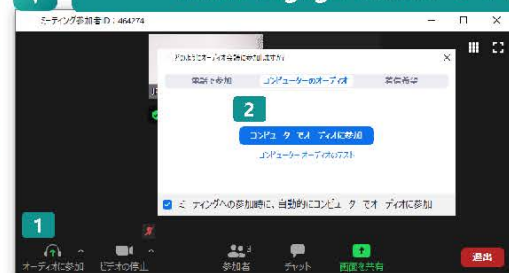 ミーティング参加者ID：464274
どのようにオーディオ会議に参加しますか?
電話で参加
コンピューターのオーディオ
着信希望
2
コンピューターでオーディオに参加
コンピューターオーディオのテスト
ミーティングへの参加時に、自動的にコンピューターでオーディオに参加
1
オーディオに参加
ビデオの停止
参加者
3
チャット
画面を共有
退出